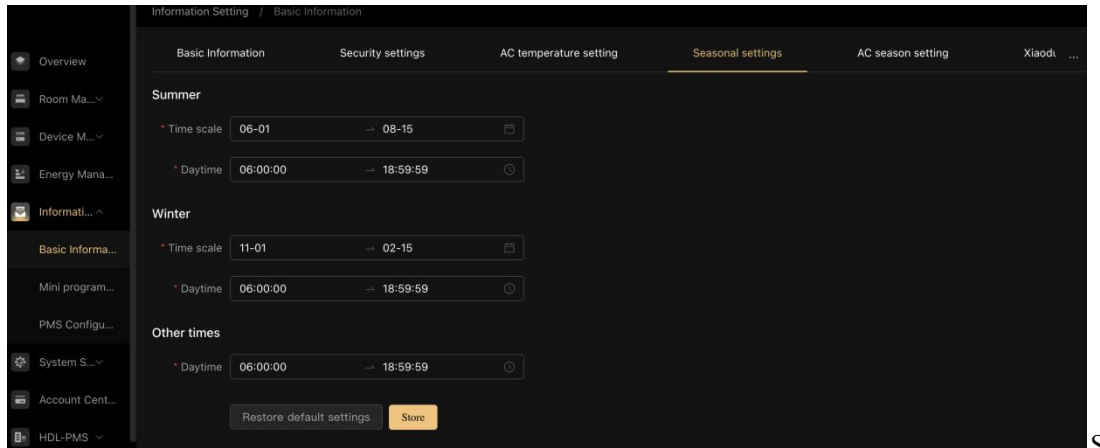 Information Setting / Basic Information
Basic Information Security settings AC temperature setting Seasonal settings AC season setting Xiaodu ...
Overview
Room Ma...
Device M...
Energy Mana...
Informati...
Basic Informa...
Mini program...
PMS Configu...
System S...
Account Cent...
HDL-PMS
Summer
* Time scale 06-01 → 08-15
* Daytime 06:00:00 → 18:59:59
Winter
* Time scale 11-01 → 02-15
* Daytime 06:00:00 → 18:59:59
Other times
* Daytime 06:00:00 → 18:59:59
Restore default settings Store
S